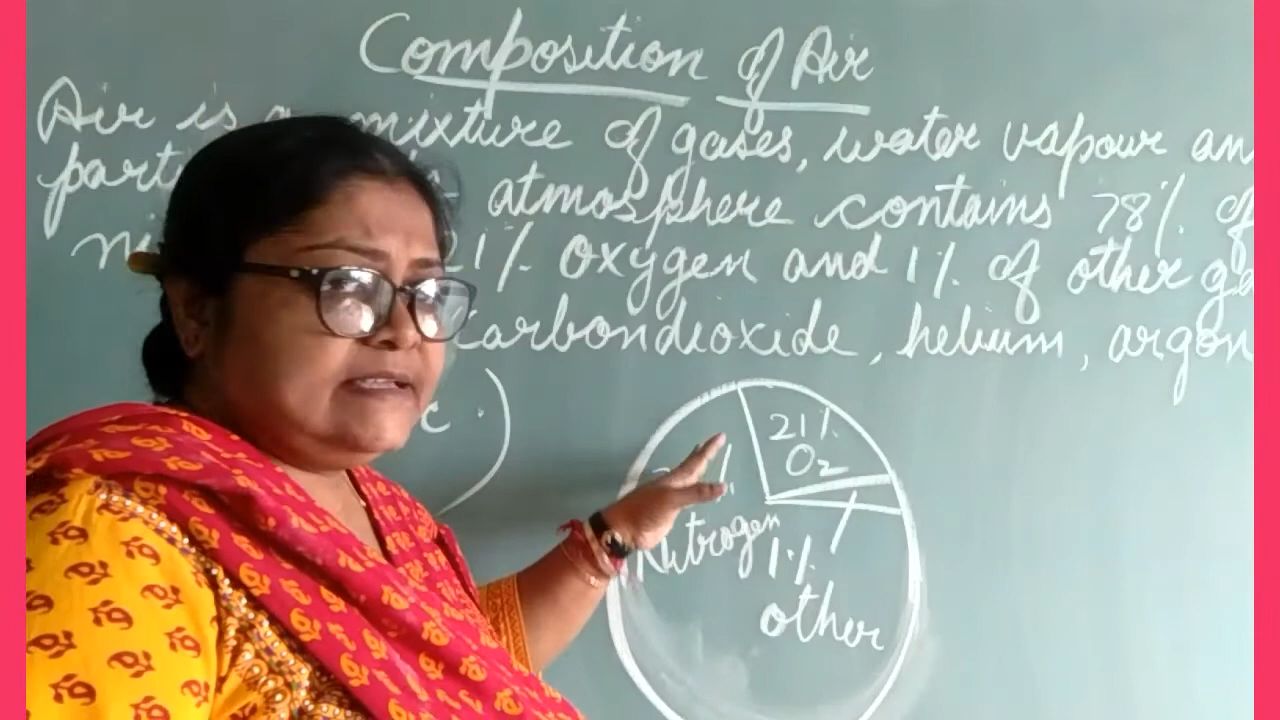 Composition of Air
Air is mixture of gases, water vapour an
atmosphere contains 78% of
21% oxygen and 1% of other ga
carbondioxide, helium, argon
c.)
21%
O2
%
Nitrogen
1%
other